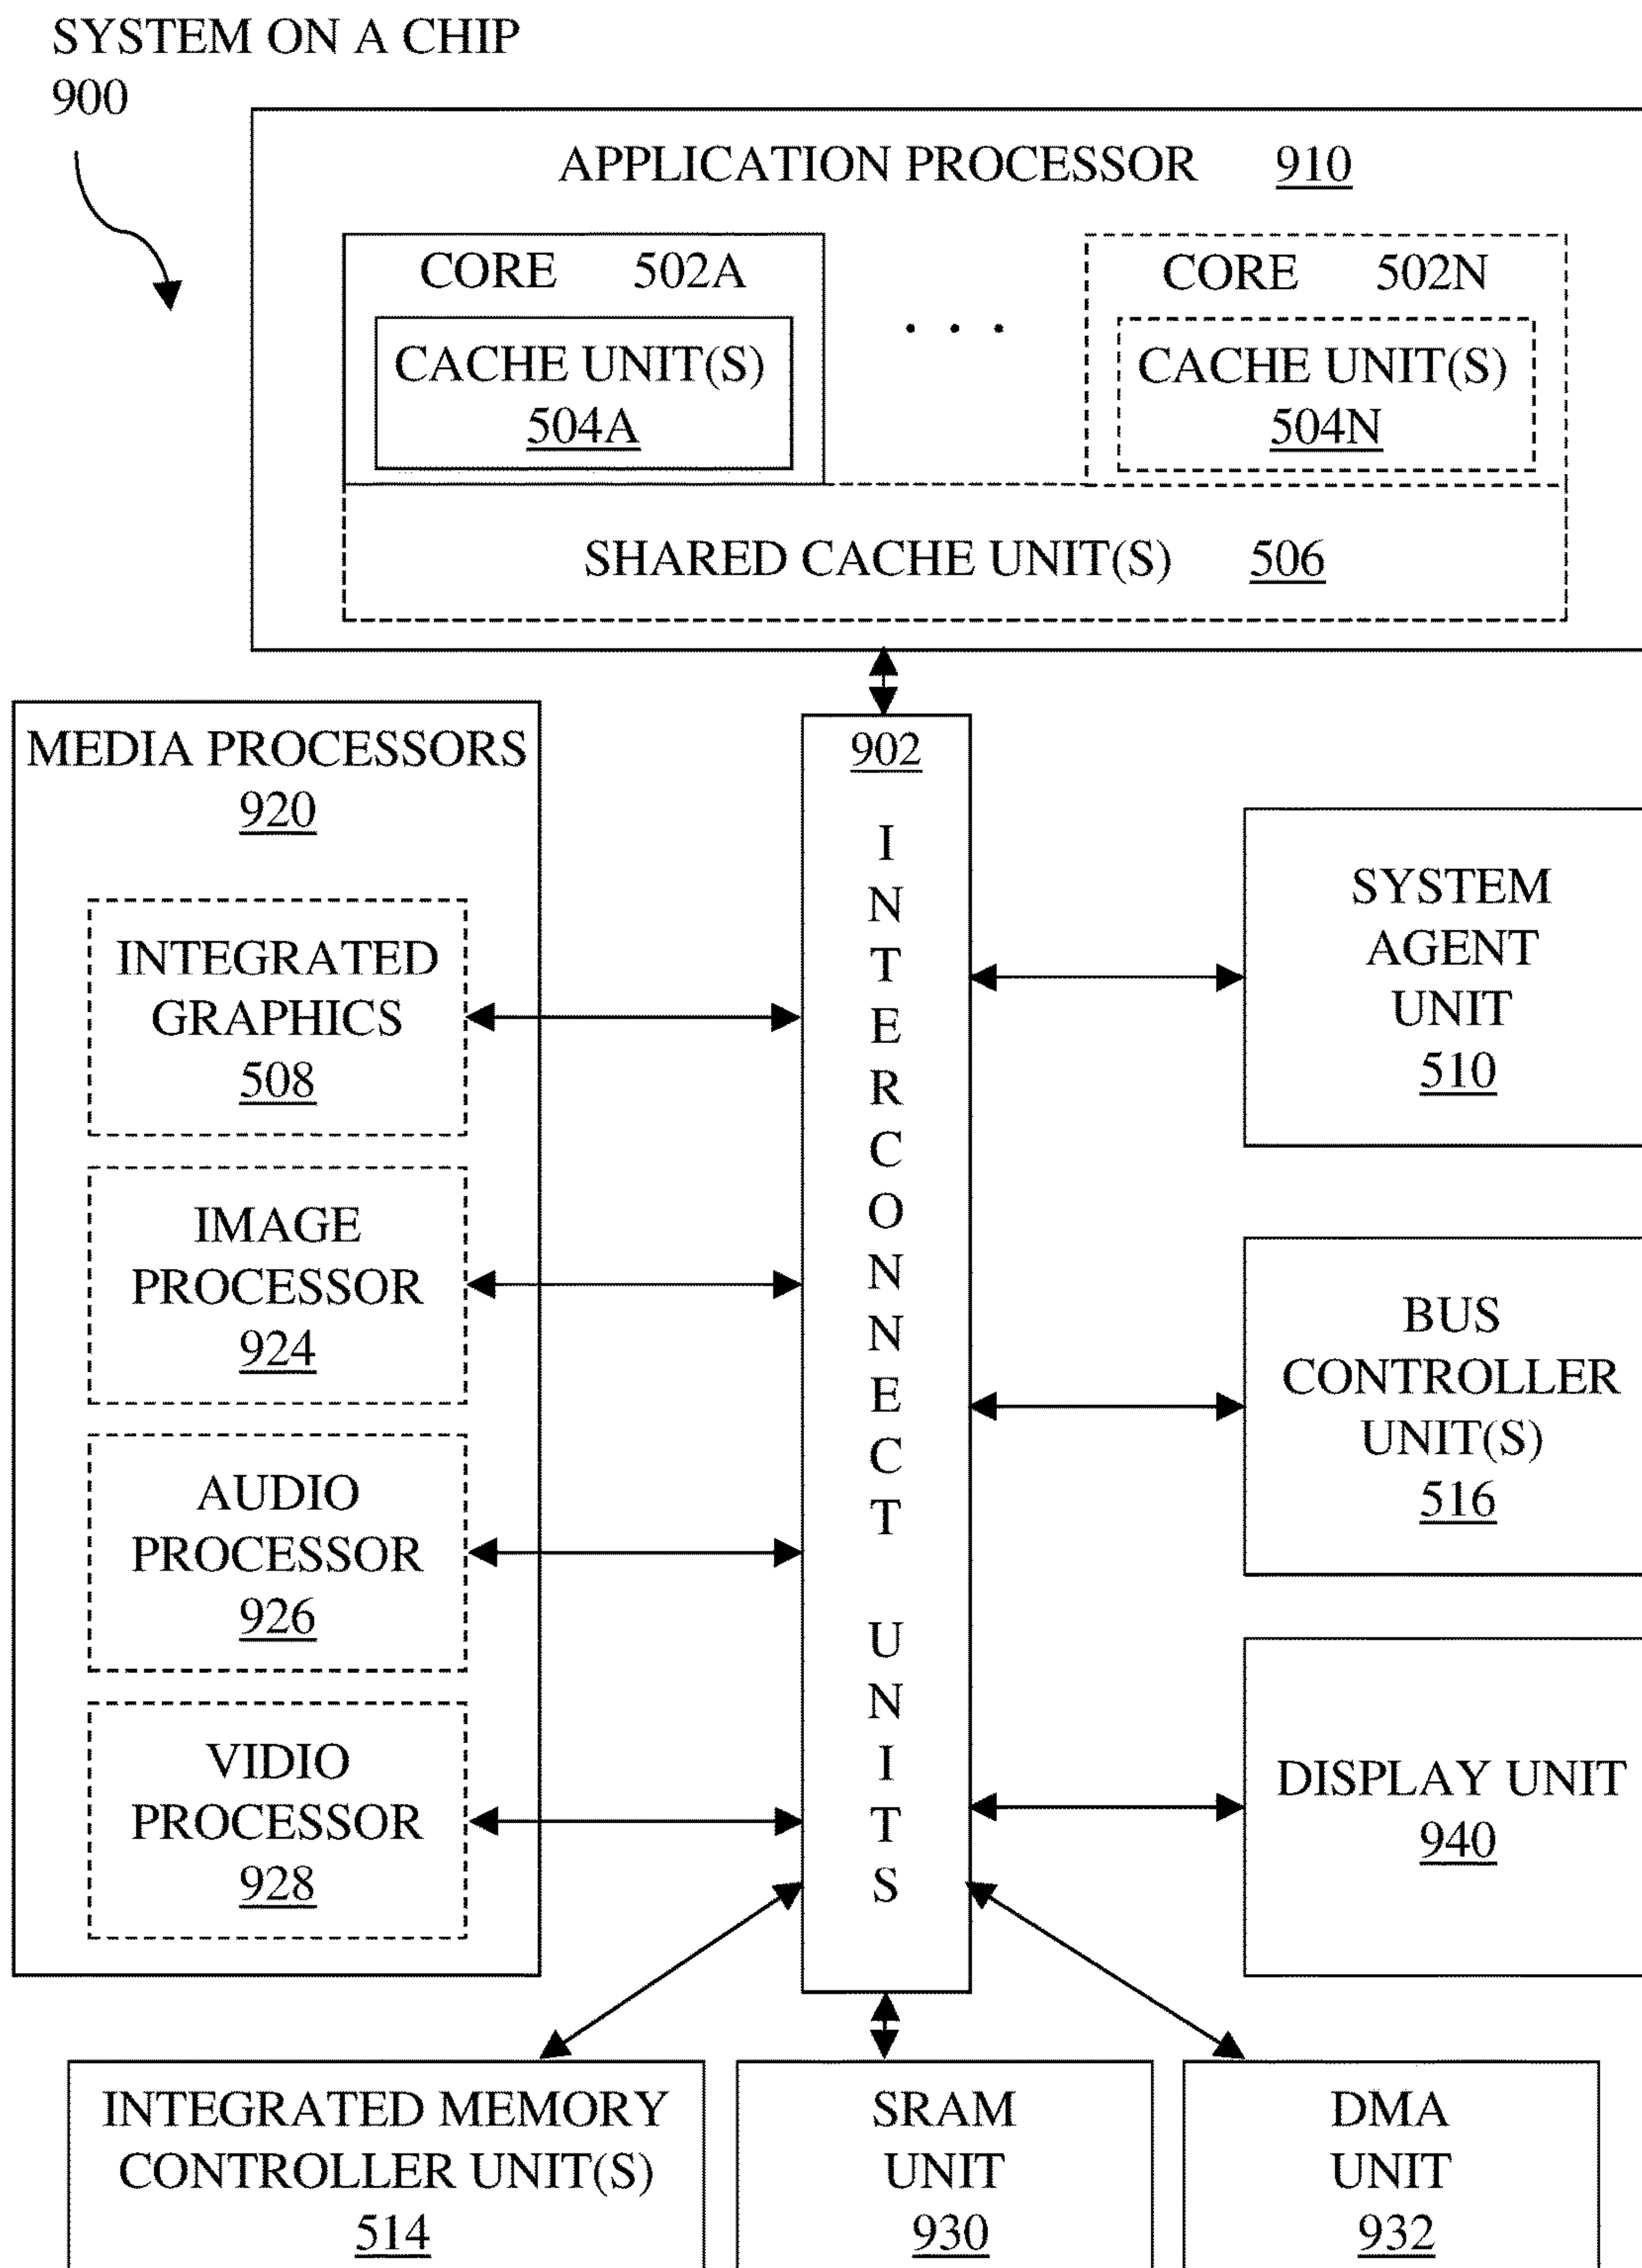 SYSTEM ON A CHIP
900
APPLICATION PROCESSOR 910
CORE 502A
CACHE UNIT(S)
504A
. . .
CORE 502N
CACHE UNIT(S)
504N
SHARED CACHE UNIT(S) 506
MEDIA PROCESSORS
920
INTEGRATED
GRAPHICS
508
IMAGE
PROCESSOR
924
AUDIO
PROCESSOR
926
VIDIO
PROCESSOR
928
902
INTERCONNECT UNITS
SYSTEM
AGENT
UNIT
510
BUS
CONTROLLER
UNIT(S)
516
DISPLAY UNIT
940
INTEGRATED MEMORY
CONTROLLER UNIT(S)
514
SRAM
UNIT
930
DMA
UNIT
932